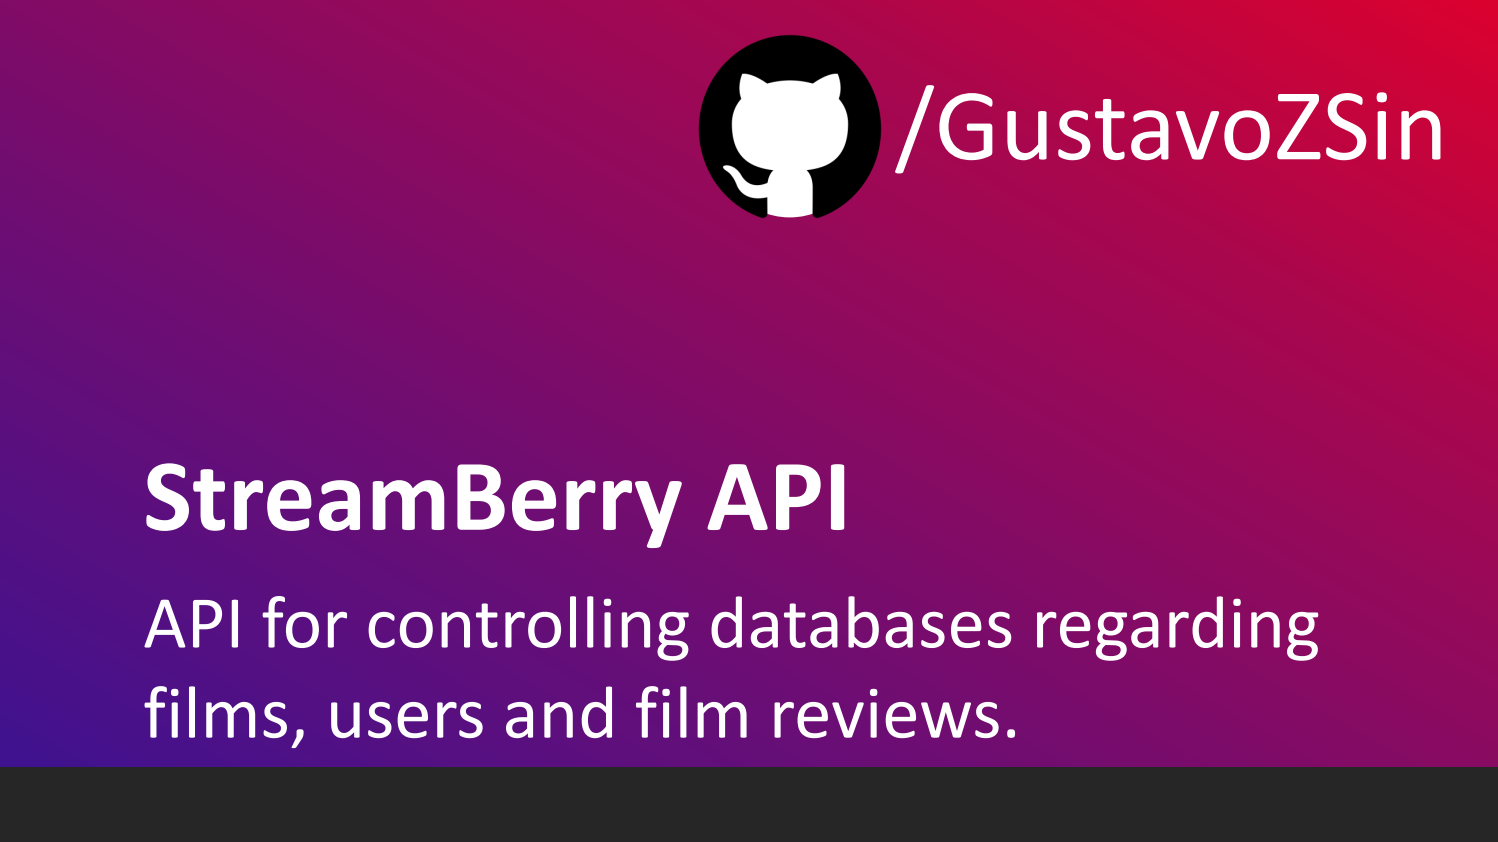 /GustavoZSin
StreamBerry API
API for controlling databases regarding
films, users and film reviews.